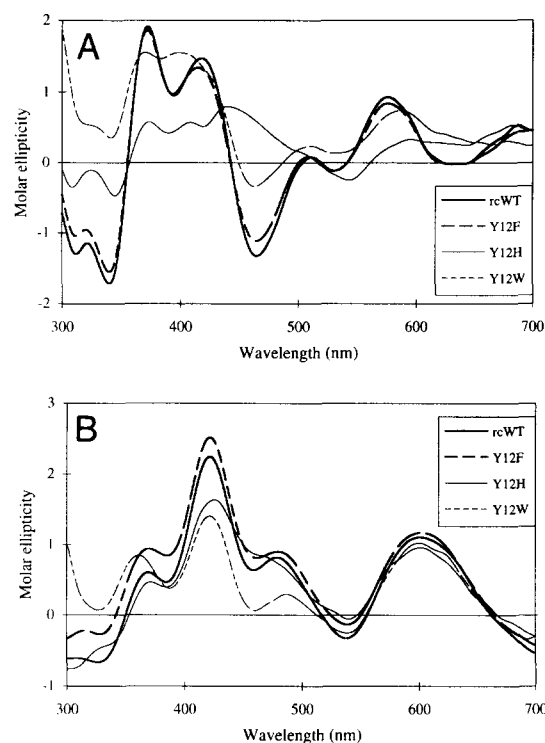 A
2
1
0
-1
-2
Molar ellipticity
300 400 500 600 700
Wavelength (nm)
rcWT
Y12F
Y12H
Y12W
B
3
2
1
0
-1
Molar ellipticity
300 400 500 600 700
Wavelength (nm)
rcWT
Y12F
Y12H
Y12W